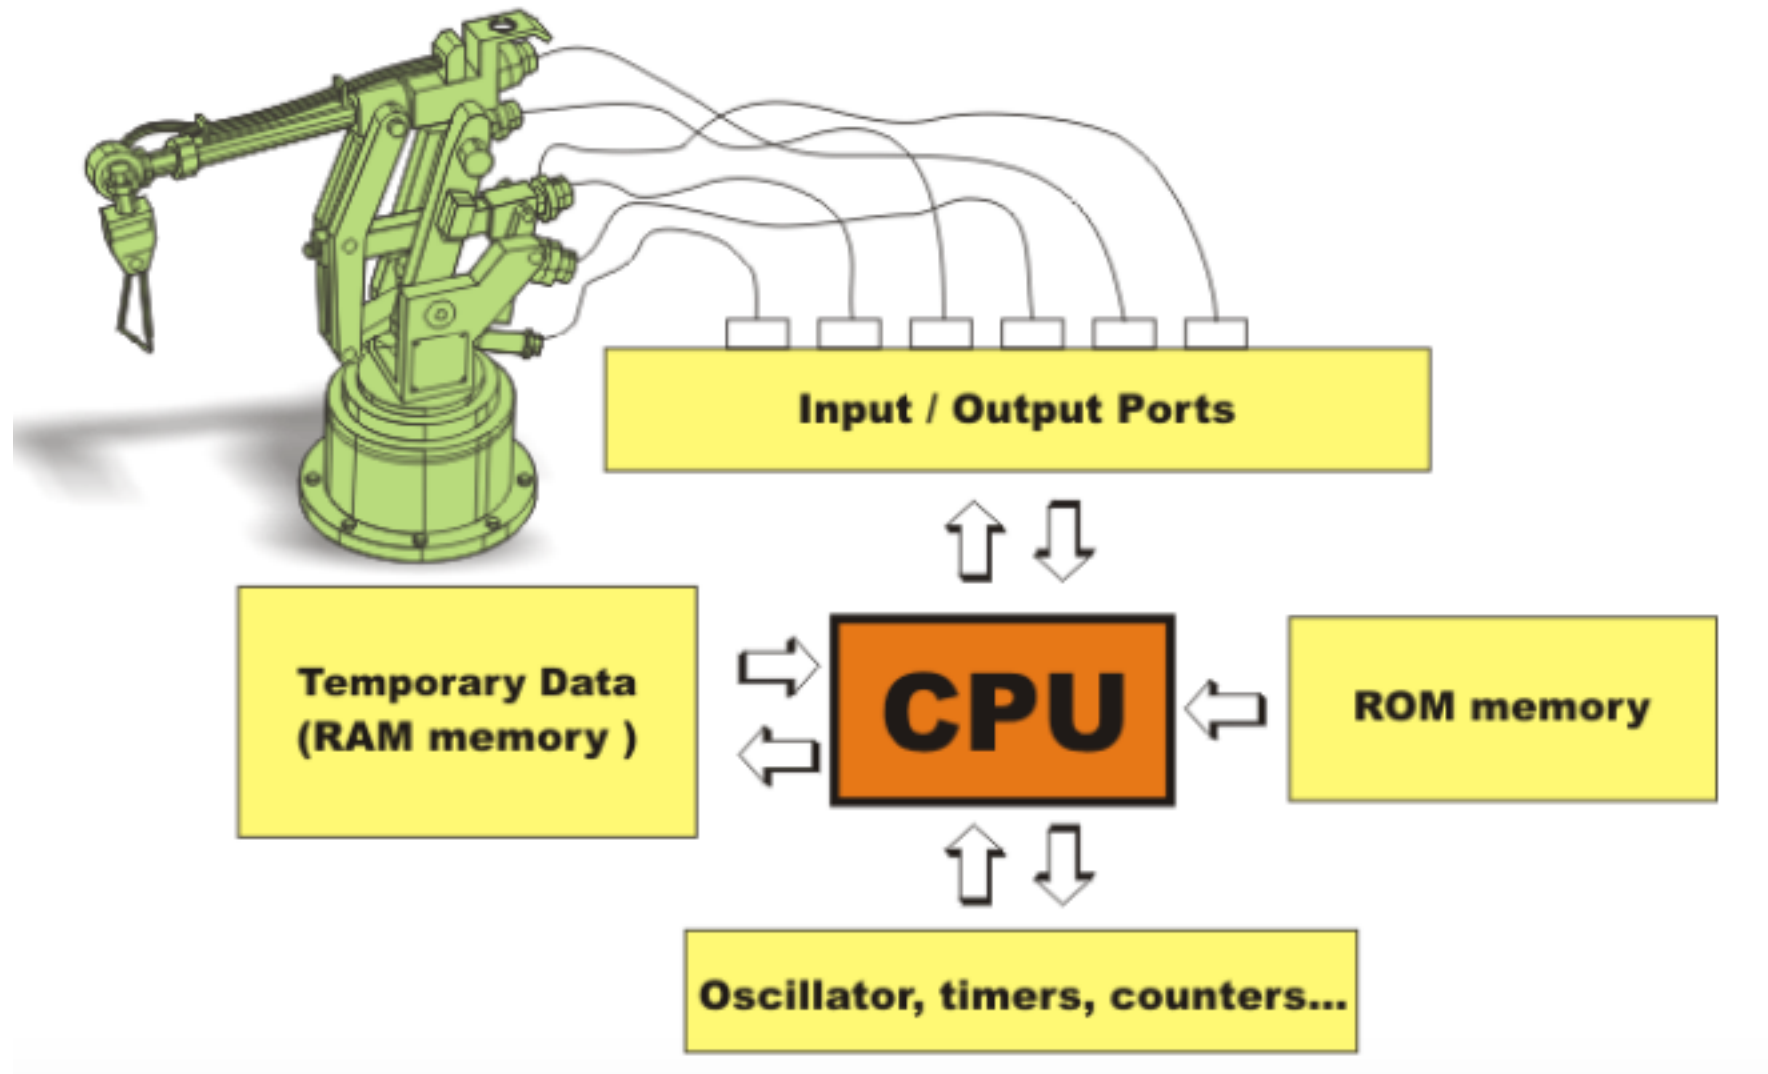 Input / Output Ports
Temporary Data
(RAM memory )
CPU
ROM memory
Oscillator, timers, counters...